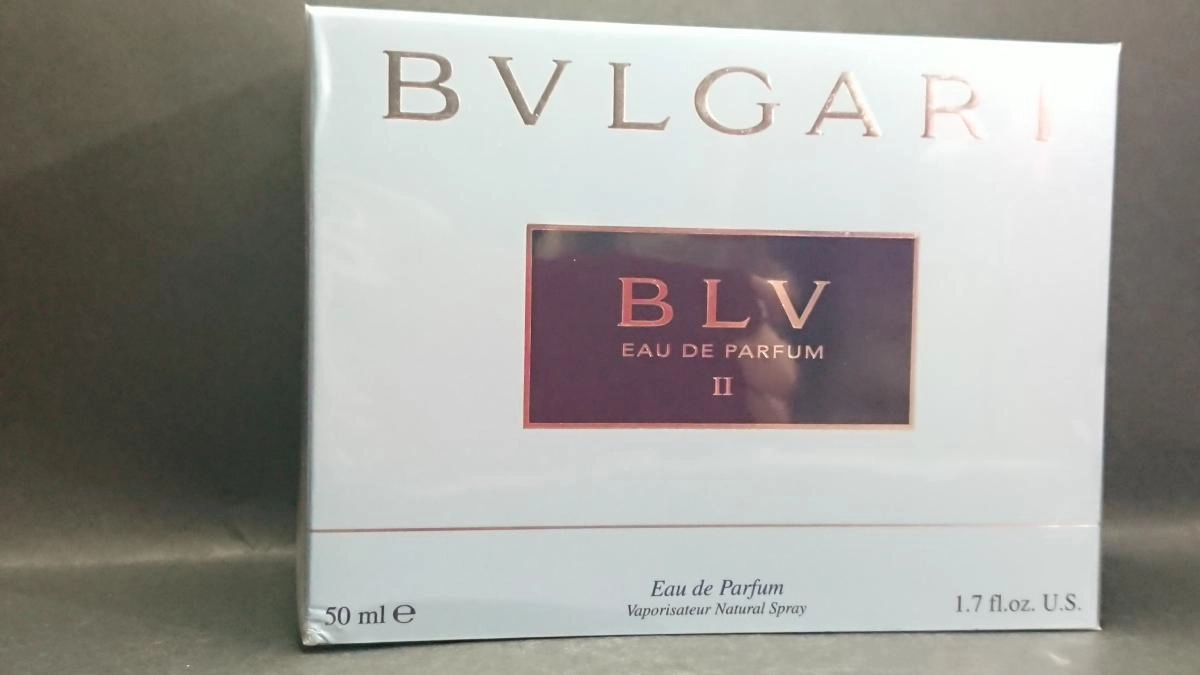 BVLGARI
BLV
EAU DE PARFUM
II
Eau de Parfum
Vaporisateur Natural Spray
50 ml ℮
1.7 fl.oz. U.S.